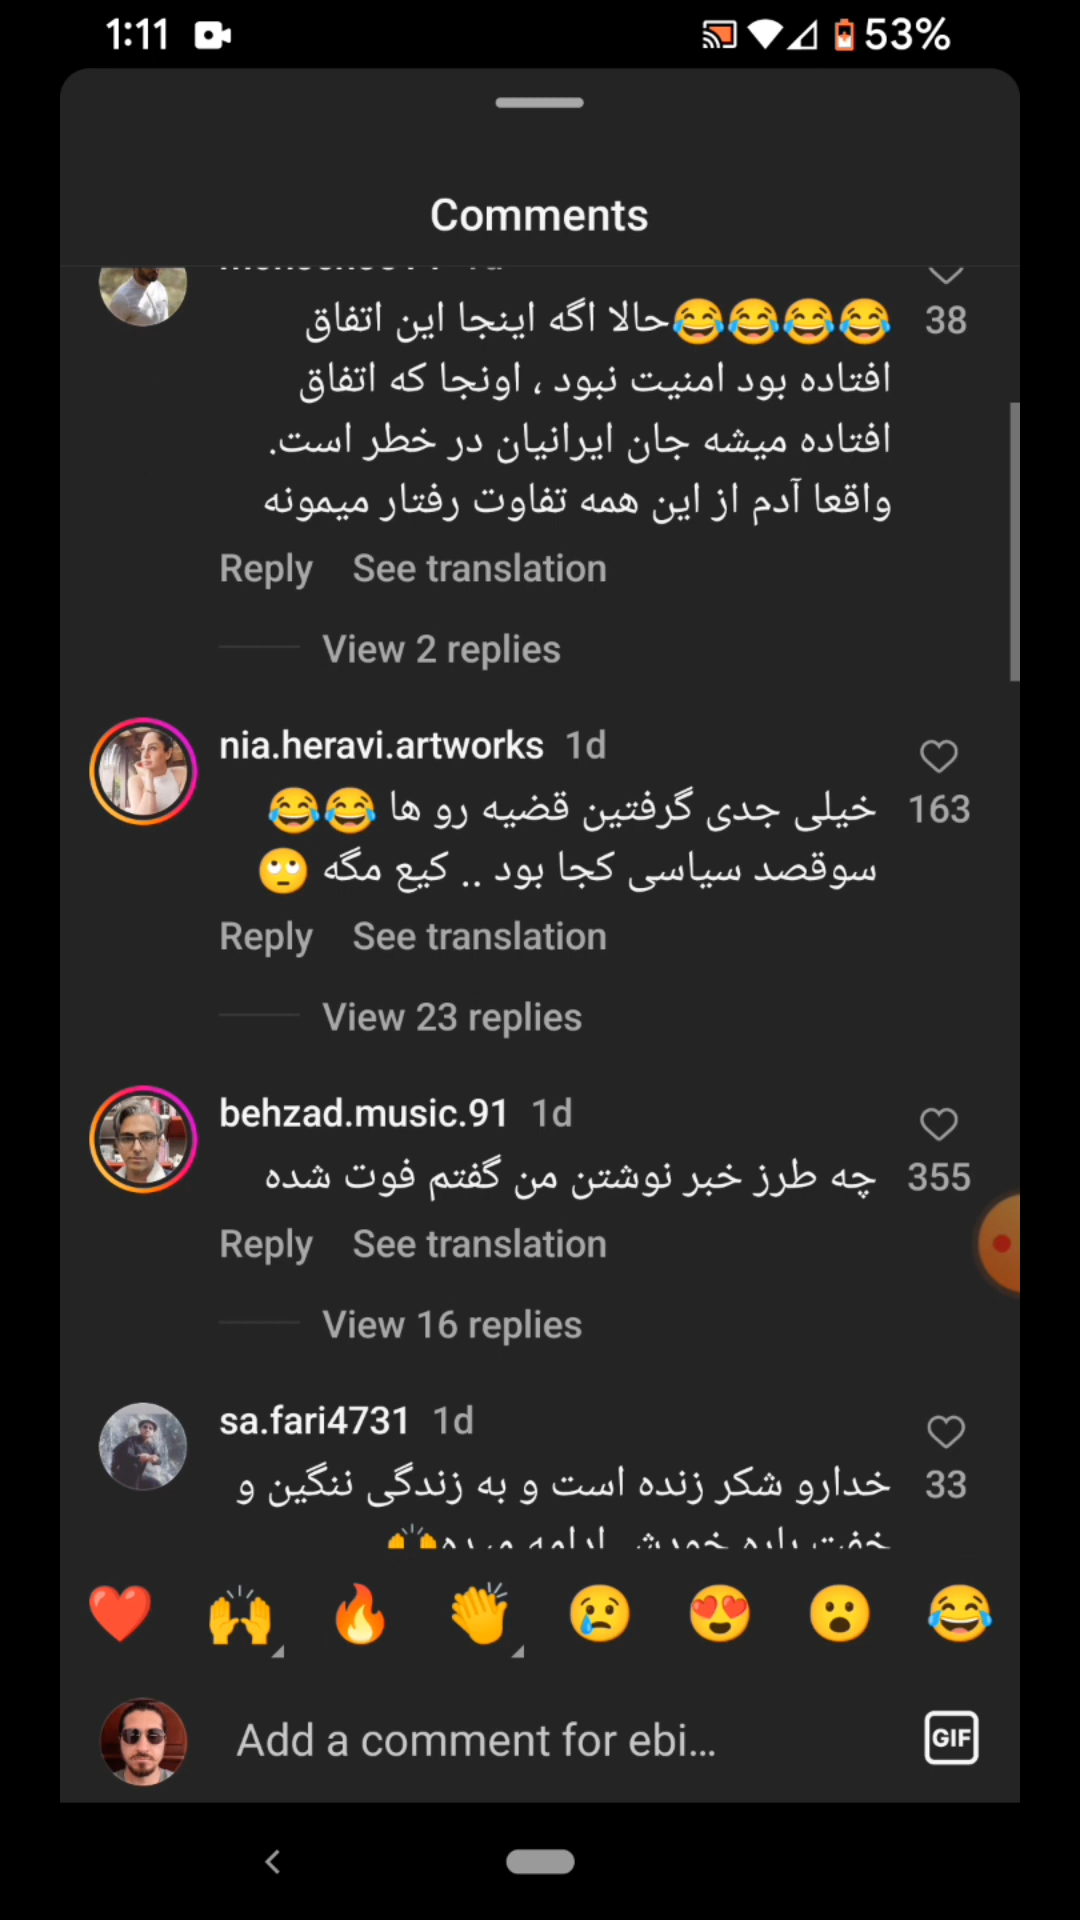 1:11
53%
Comments
😂😂😂😂حالا اگه اینجا این اتفاق
افتاده بود امنیت نبود ، اونجا که اتفاق
افتاده میشه جان ایرانیان در خطر است.
واقعا آدم از این همه تفاوت رفتار میمونه
38
Reply See translation
View 2 replies
nia.heravi.artworks 1d
خیلی جدی گرفتین قضیه رو ها 😂😂
سوقصد سیاسی کجا بود .. کیع مگه 🙄
163
Reply See translation
View 23 replies
behzad.music.91 1d
چه طرز خبر نوشتن من گفتم فوت شده
355
Reply See translation
View 16 replies
sa.fari4731 1d
خدارو شکر زنده است و به زندگی ننگین و
33
Add a comment for ebi...
GIF